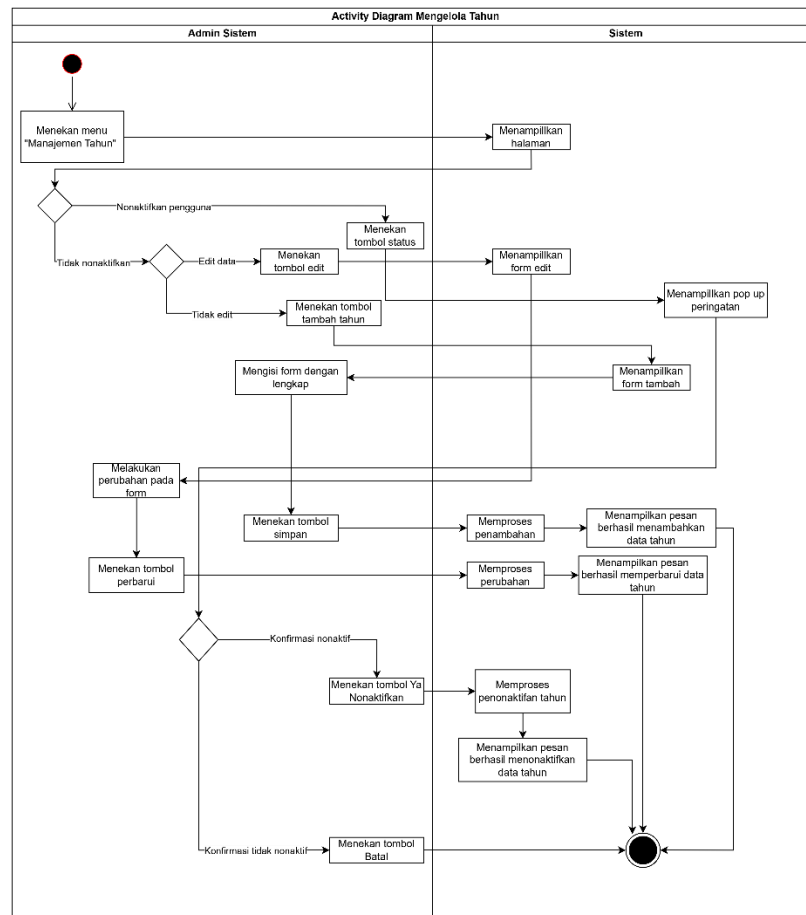 Activity Diagram Mengelola Tahun
Admin Sistem
Sistem
Menekan menu
"Manajemen Tahun"
Menampillkan
halaman
Nonaktifkan pengguna
Menekan
tombol status
Tidak nonaktifkan
Edit data
Menekan
tombol edit
Menampillkan
form edit
Menampillkan pop up
peringatan
Tidak edit
Menekan tombol
tambah tahun
Mengisi form dengan
lengkap
Menampillkan
form tambah
Melakukan
perubahan pada
form
Menekan tombol
simpan
Memproses
penambahan
Menampilkan pesan
berhasil menambahkan
data tahun
Menekan tombol
perbarui
Memproses
perubahan
Menampilkan pesan
berhasil memperbarui data
tahun
Konfirmasi nonaktif
Menekan tombol Ya
Nonaktifkan
Memproses
penonaktifan tahun
Menampilkan pesan
berhasil menonaktifkan
data tahun
Konfirmasi tidak nonaktif
Menekan tombol
Batal